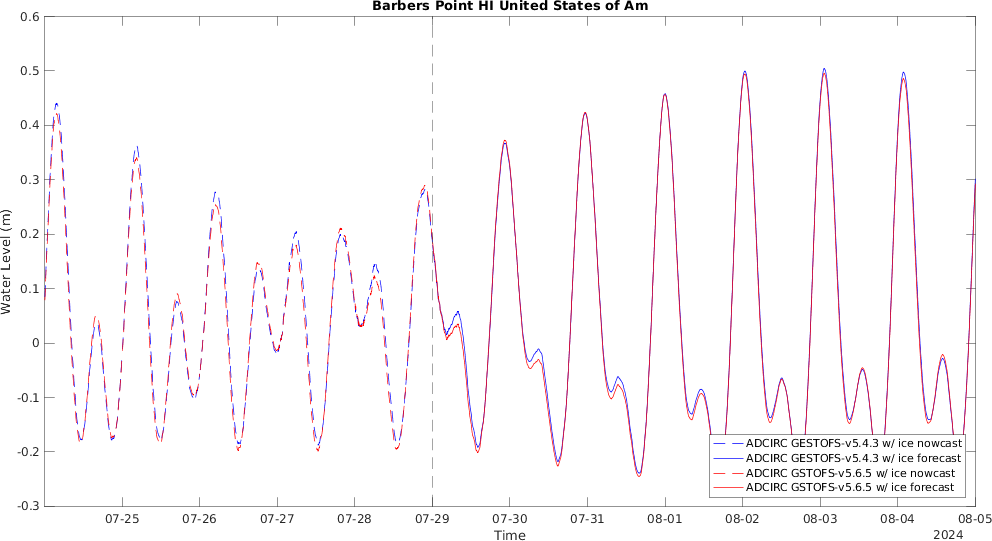 Barbers Point HI United States of Am
0.6
0.5
0.4
0.3
0.2
0.1
0
-0.1
-0.2
-0.3
Water Level (m)
ADCIRC GESTOFS-v5.4.3 w/ ice nowcast
ADCIRC GESTOFS-v5.4.3 w/ ice forecast
ADCIRC GSTOFS-v5.6.5 w/ ice nowcast
ADCIRC GSTOFS-v5.6.5 w/ ice forecast
07-25 07-26 07-27 07-28 07-29 07-30 07-31 08-01 08-02 08-03 08-04 08-05
Time
2024